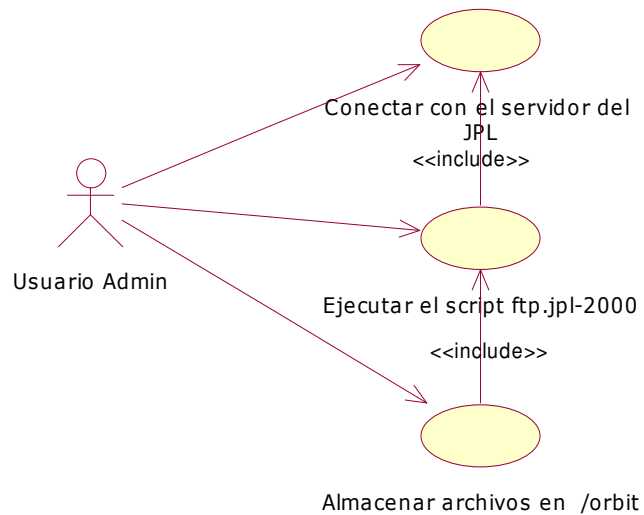 Conectar con el servidor del
JPL
<<include>>
Usuario Admin
Ejecutar el script ftp.jpl-2000
<<include>>
Almacenar archivos en /orbit